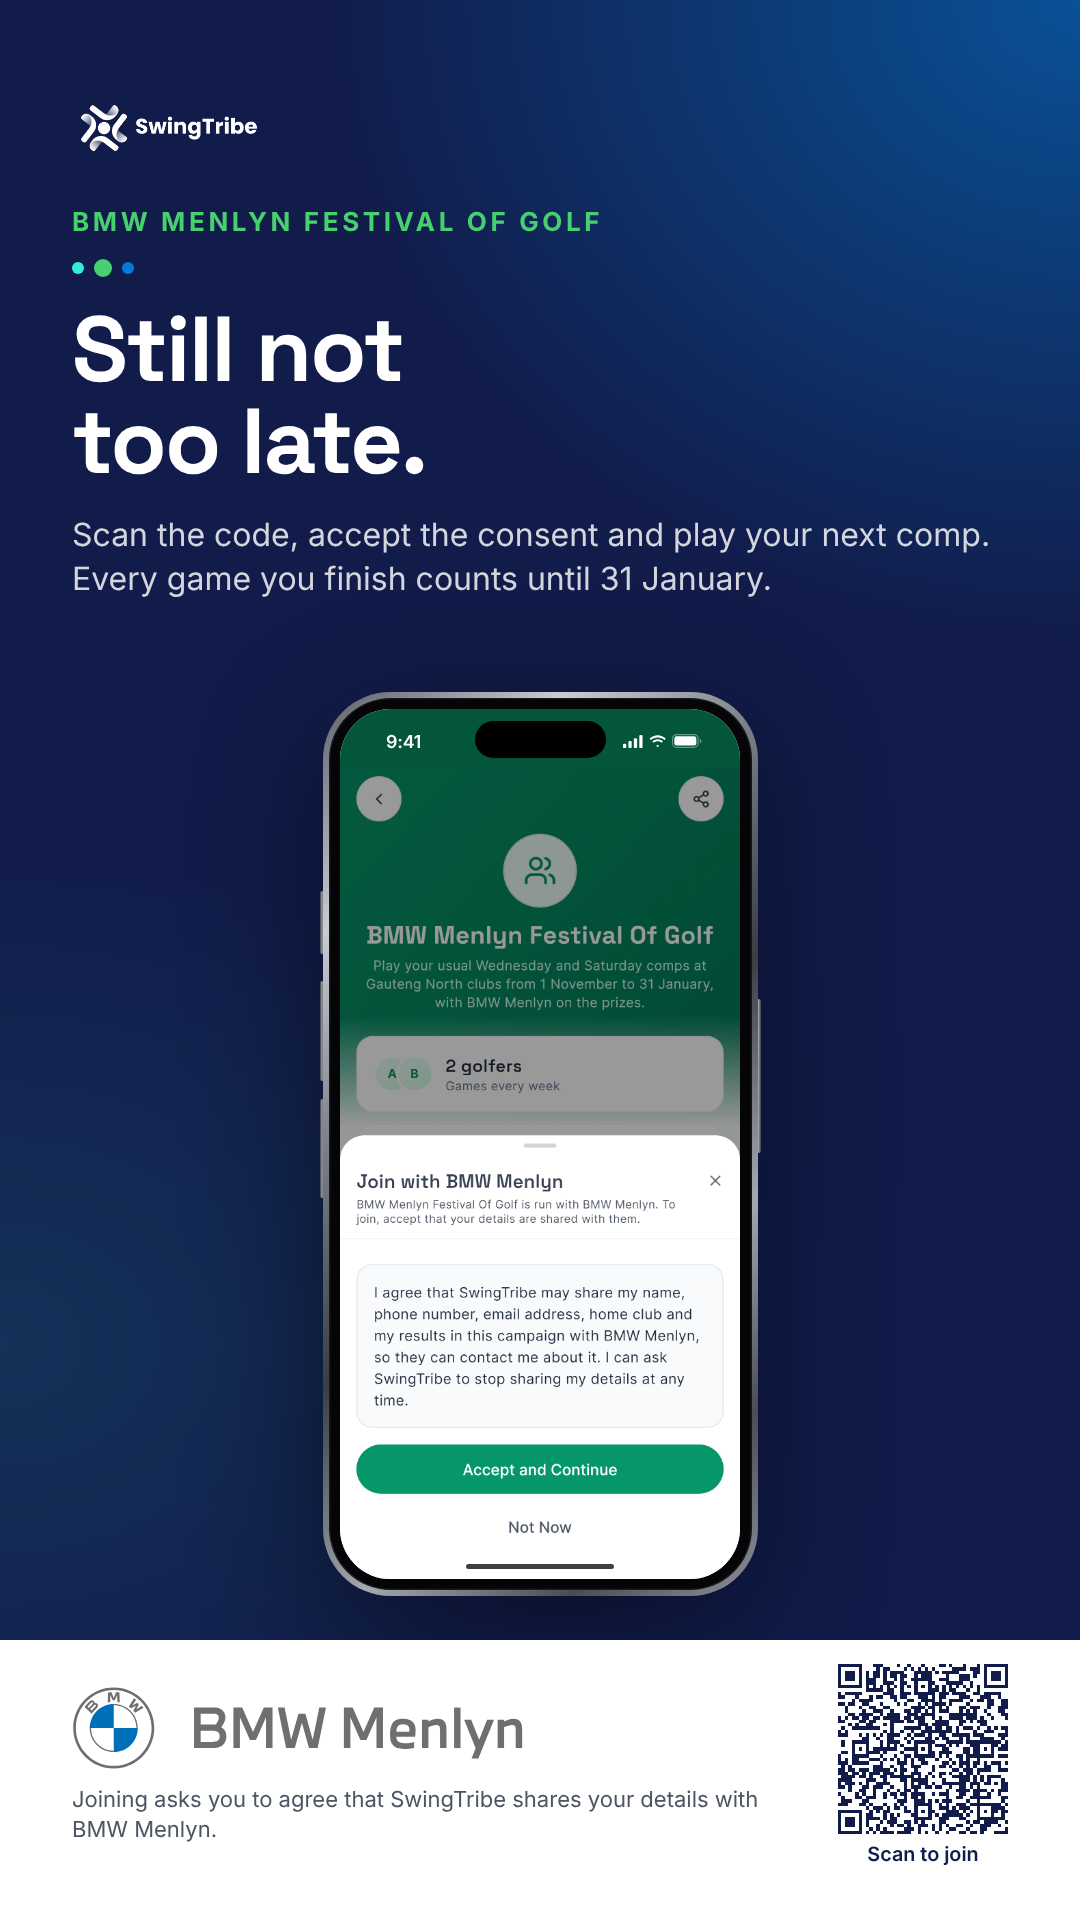 SwingTribe
BMW MENLYN FESTIVAL OF GOLF
Still not
too late.
Scan the code, accept the consent and play your next comp.
Every game you finish counts until 31 January.
9:41
BMW Menlyn Festival Of Golf
Play your usual Wednesday and Saturday comps at
Gauteng North clubs from 1 November to 31 January,
with BMW Menlyn on the prizes.
A B
2 golfers
Games every week
Join with BMW Menlyn
BMW Menlyn Festival Of Golf is run with BMW Menlyn. To
join, accept that your details are shared with them.
I agree that SwingTribe may share my name,
phone number, email address, home club and
my results in this campaign with BMW Menlyn,
so they can contact me about it. I can ask
SwingTribe to stop sharing my details at any
time.
Accept and Continue
Not Now
BMW
BMW Menlyn
Joining asks you to agree that SwingTribe shares your details with
BMW Menlyn.
Scan to join